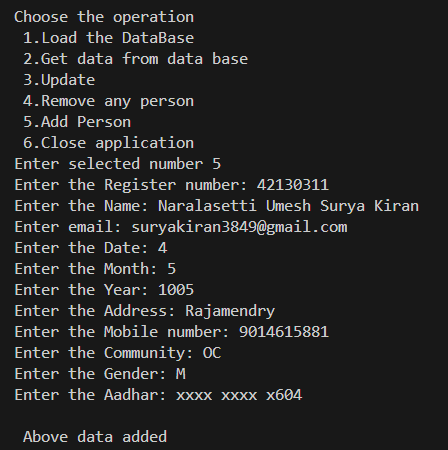 Choose the operation
1.Load the DataBase
2.Get data from data base
3.Update
4.Remove any person
5.Add Person
6.Close application
Enter selected number 5
Enter the Register number: 42130311
Enter the Name: Naralasetti Umesh Surya Kiran
Enter email: suryakiran3849@gmail.com
Enter the Date: 4
Enter the Month: 5
Enter the Year: 1005
Enter the Address: Rajamendry
Enter the Mobile number: 9014615881
Enter the Community: OC
Enter the Gender: M
Enter the Aadhar: xxxx xxxx x604
Above data added